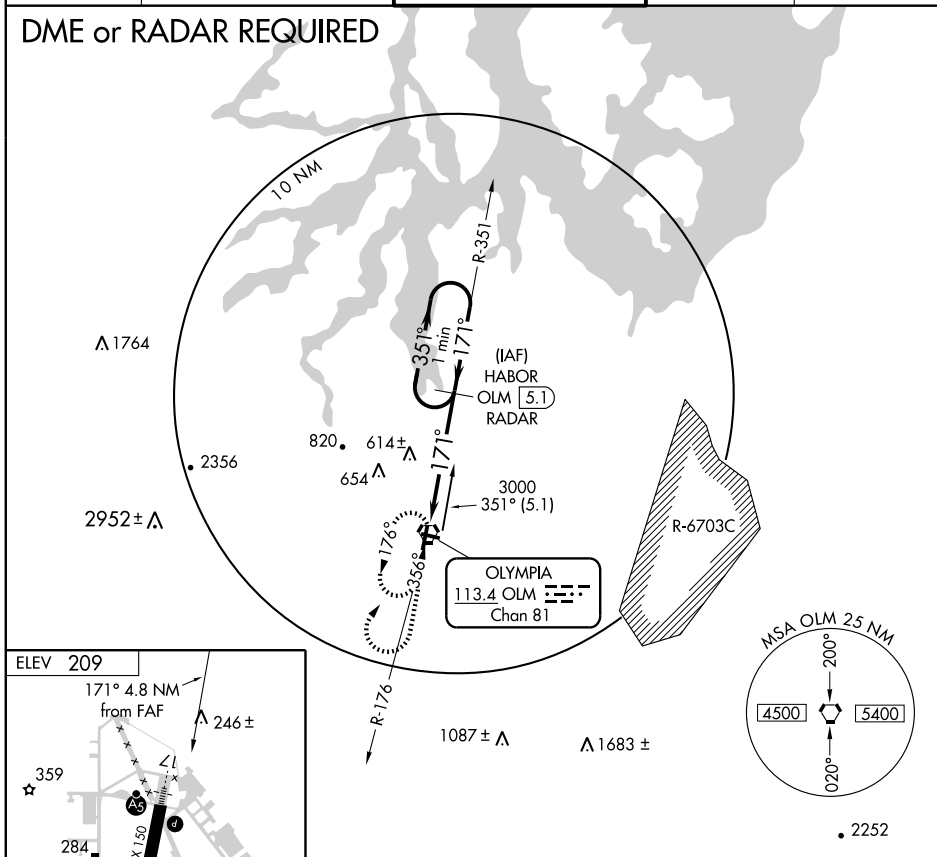 DME or RADAR REQUIRED
10 NM
R-351
1764
351°
1 min
171°
(IAF)
HABOR
OLM 5.1
RADAR
820
614±
171°
2356
654
3000
351° (5.1)
2952±
R-6703C
176°
356°
OLYMPIA
113.4 OLM
Chan 81
MSA OLM 25 NM
200°
4500
5400
020°
ELEV 209
171° 4.8 NM
from FAF
R-176
246±
1087±
1683±
17
359
A5
X 150
284
2252